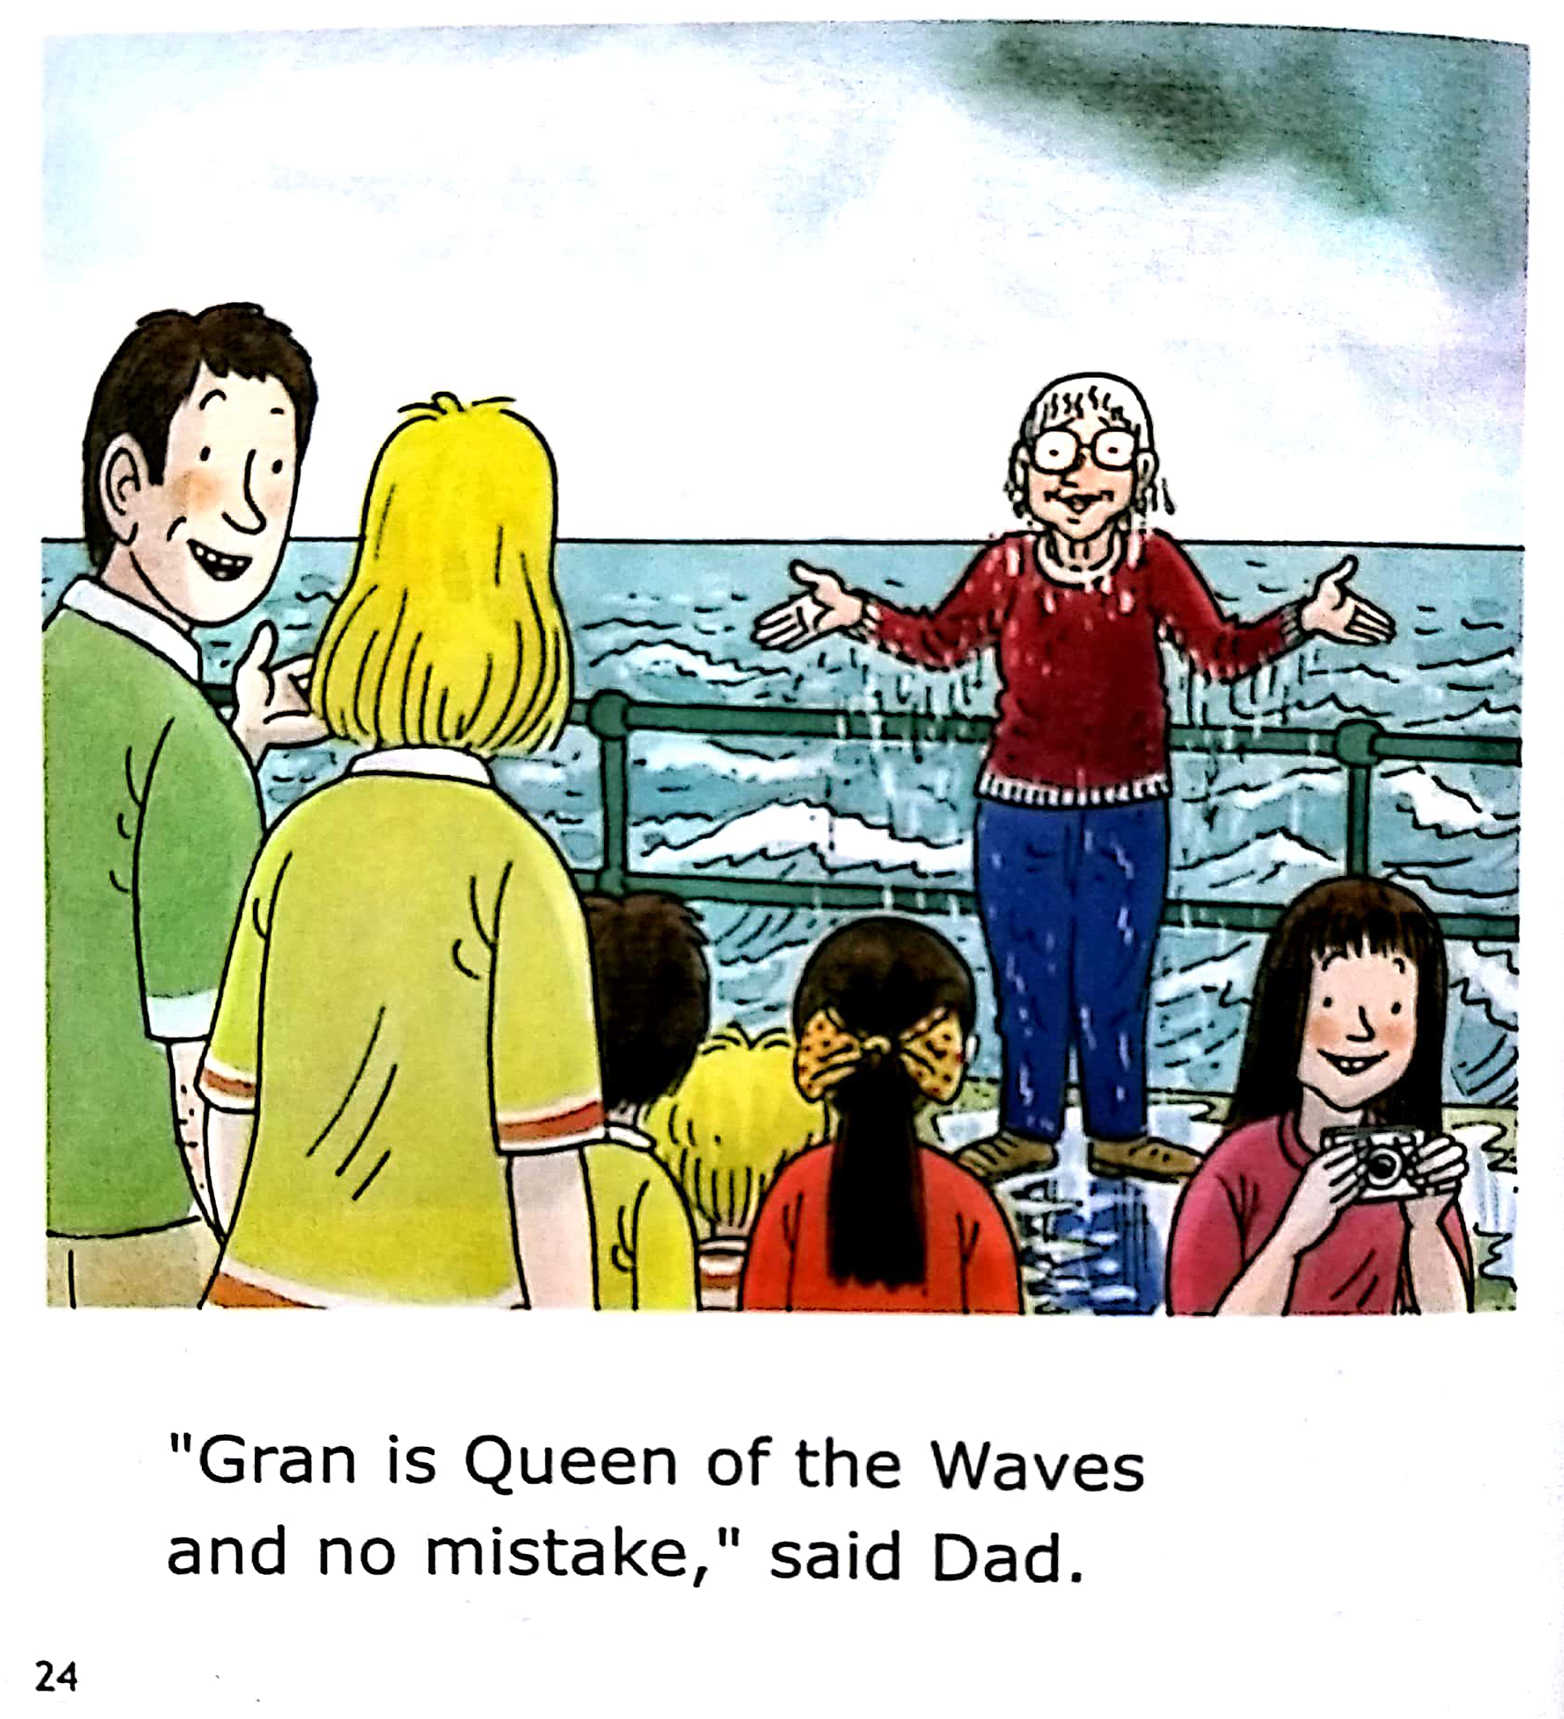 "Gran is Queen of the Waves
and no mistake," said Dad.
24